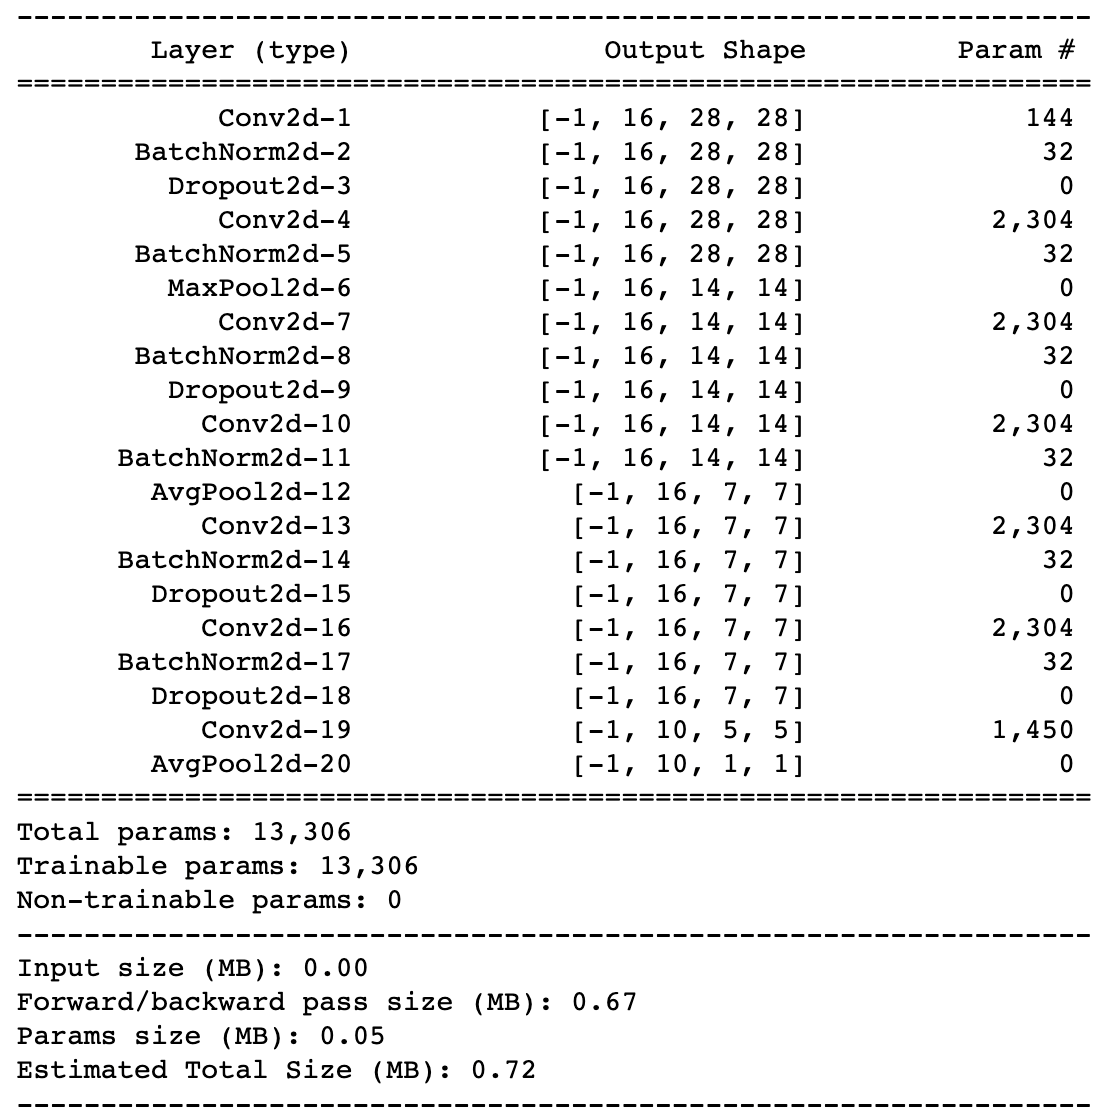 ----------------------------------------------------------------
        Layer (type)               Output Shape         Param #
================================================================
            Conv2d-1           [-1, 16, 28, 28]             144
       BatchNorm2d-2           [-1, 16, 28, 28]              32
         Dropout2d-3           [-1, 16, 28, 28]               0
            Conv2d-4           [-1, 16, 28, 28]           2,304
       BatchNorm2d-5           [-1, 16, 28, 28]              32
         MaxPool2d-6           [-1, 16, 14, 14]               0
            Conv2d-7           [-1, 16, 14, 14]           2,304
       BatchNorm2d-8           [-1, 16, 14, 14]              32
         Dropout2d-9           [-1, 16, 14, 14]               0
           Conv2d-10           [-1, 16, 14, 14]           2,304
      BatchNorm2d-11           [-1, 16, 14, 14]              32
        AvgPool2d-12             [-1, 16, 7, 7]               0
           Conv2d-13             [-1, 16, 7, 7]           2,304
      BatchNorm2d-14             [-1, 16, 7, 7]              32
        Dropout2d-15             [-1, 16, 7, 7]               0
           Conv2d-16             [-1, 16, 7, 7]           2,304
      BatchNorm2d-17             [-1, 16, 7, 7]              32
        Dropout2d-18             [-1, 16, 7, 7]               0
           Conv2d-19             [-1, 10, 5, 5]           1,450
        AvgPool2d-20             [-1, 10, 1, 1]               0
================================================================
Total params: 13,306
Trainable params: 13,306
Non-trainable params: 0
----------------------------------------------------------------
Input size (MB): 0.00
Forward/backward pass size (MB): 0.67
Params size (MB): 0.05
Estimated Total Size (MB): 0.72
----------------------------------------------------------------